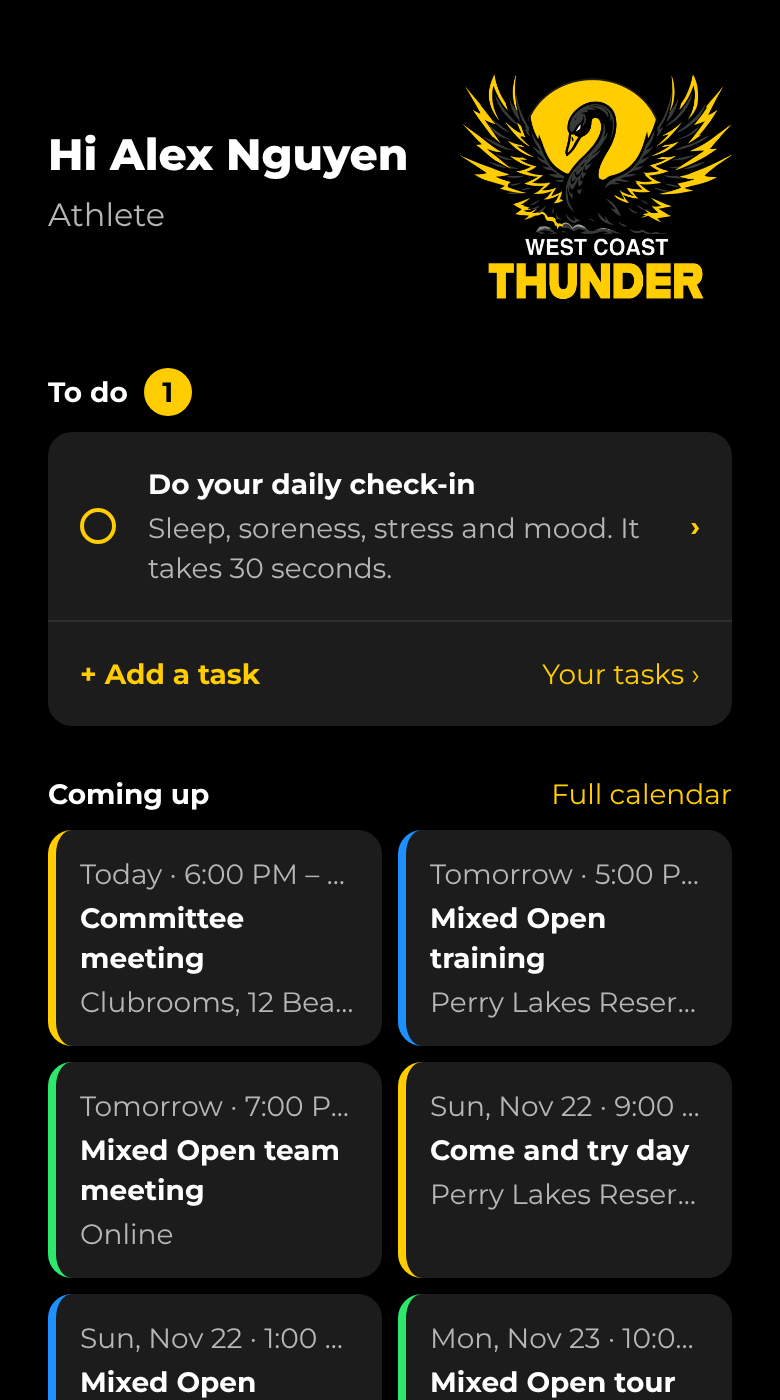 Hi Alex Nguyen
Athlete
WEST COAST
THUNDER
To do 1
Do your daily check-in
Sleep, soreness, stress and mood. It
takes 30 seconds.
›
+ Add a task
Your tasks ›
Coming up
Full calendar
Today · 6:00 PM – ...
Committee
meeting
Clubrooms, 12 Bea...
Tomorrow · 5:00 P...
Mixed Open
training
Perry Lakes Reser...
Tomorrow · 7:00 P...
Mixed Open team
meeting
Online
Sun, Nov 22 · 9:00 ...
Come and try day
Perry Lakes Reser...
Sun, Nov 22 · 1:00 ...
Mixed Open
Mon, Nov 23 · 10:0...
Mixed Open tour